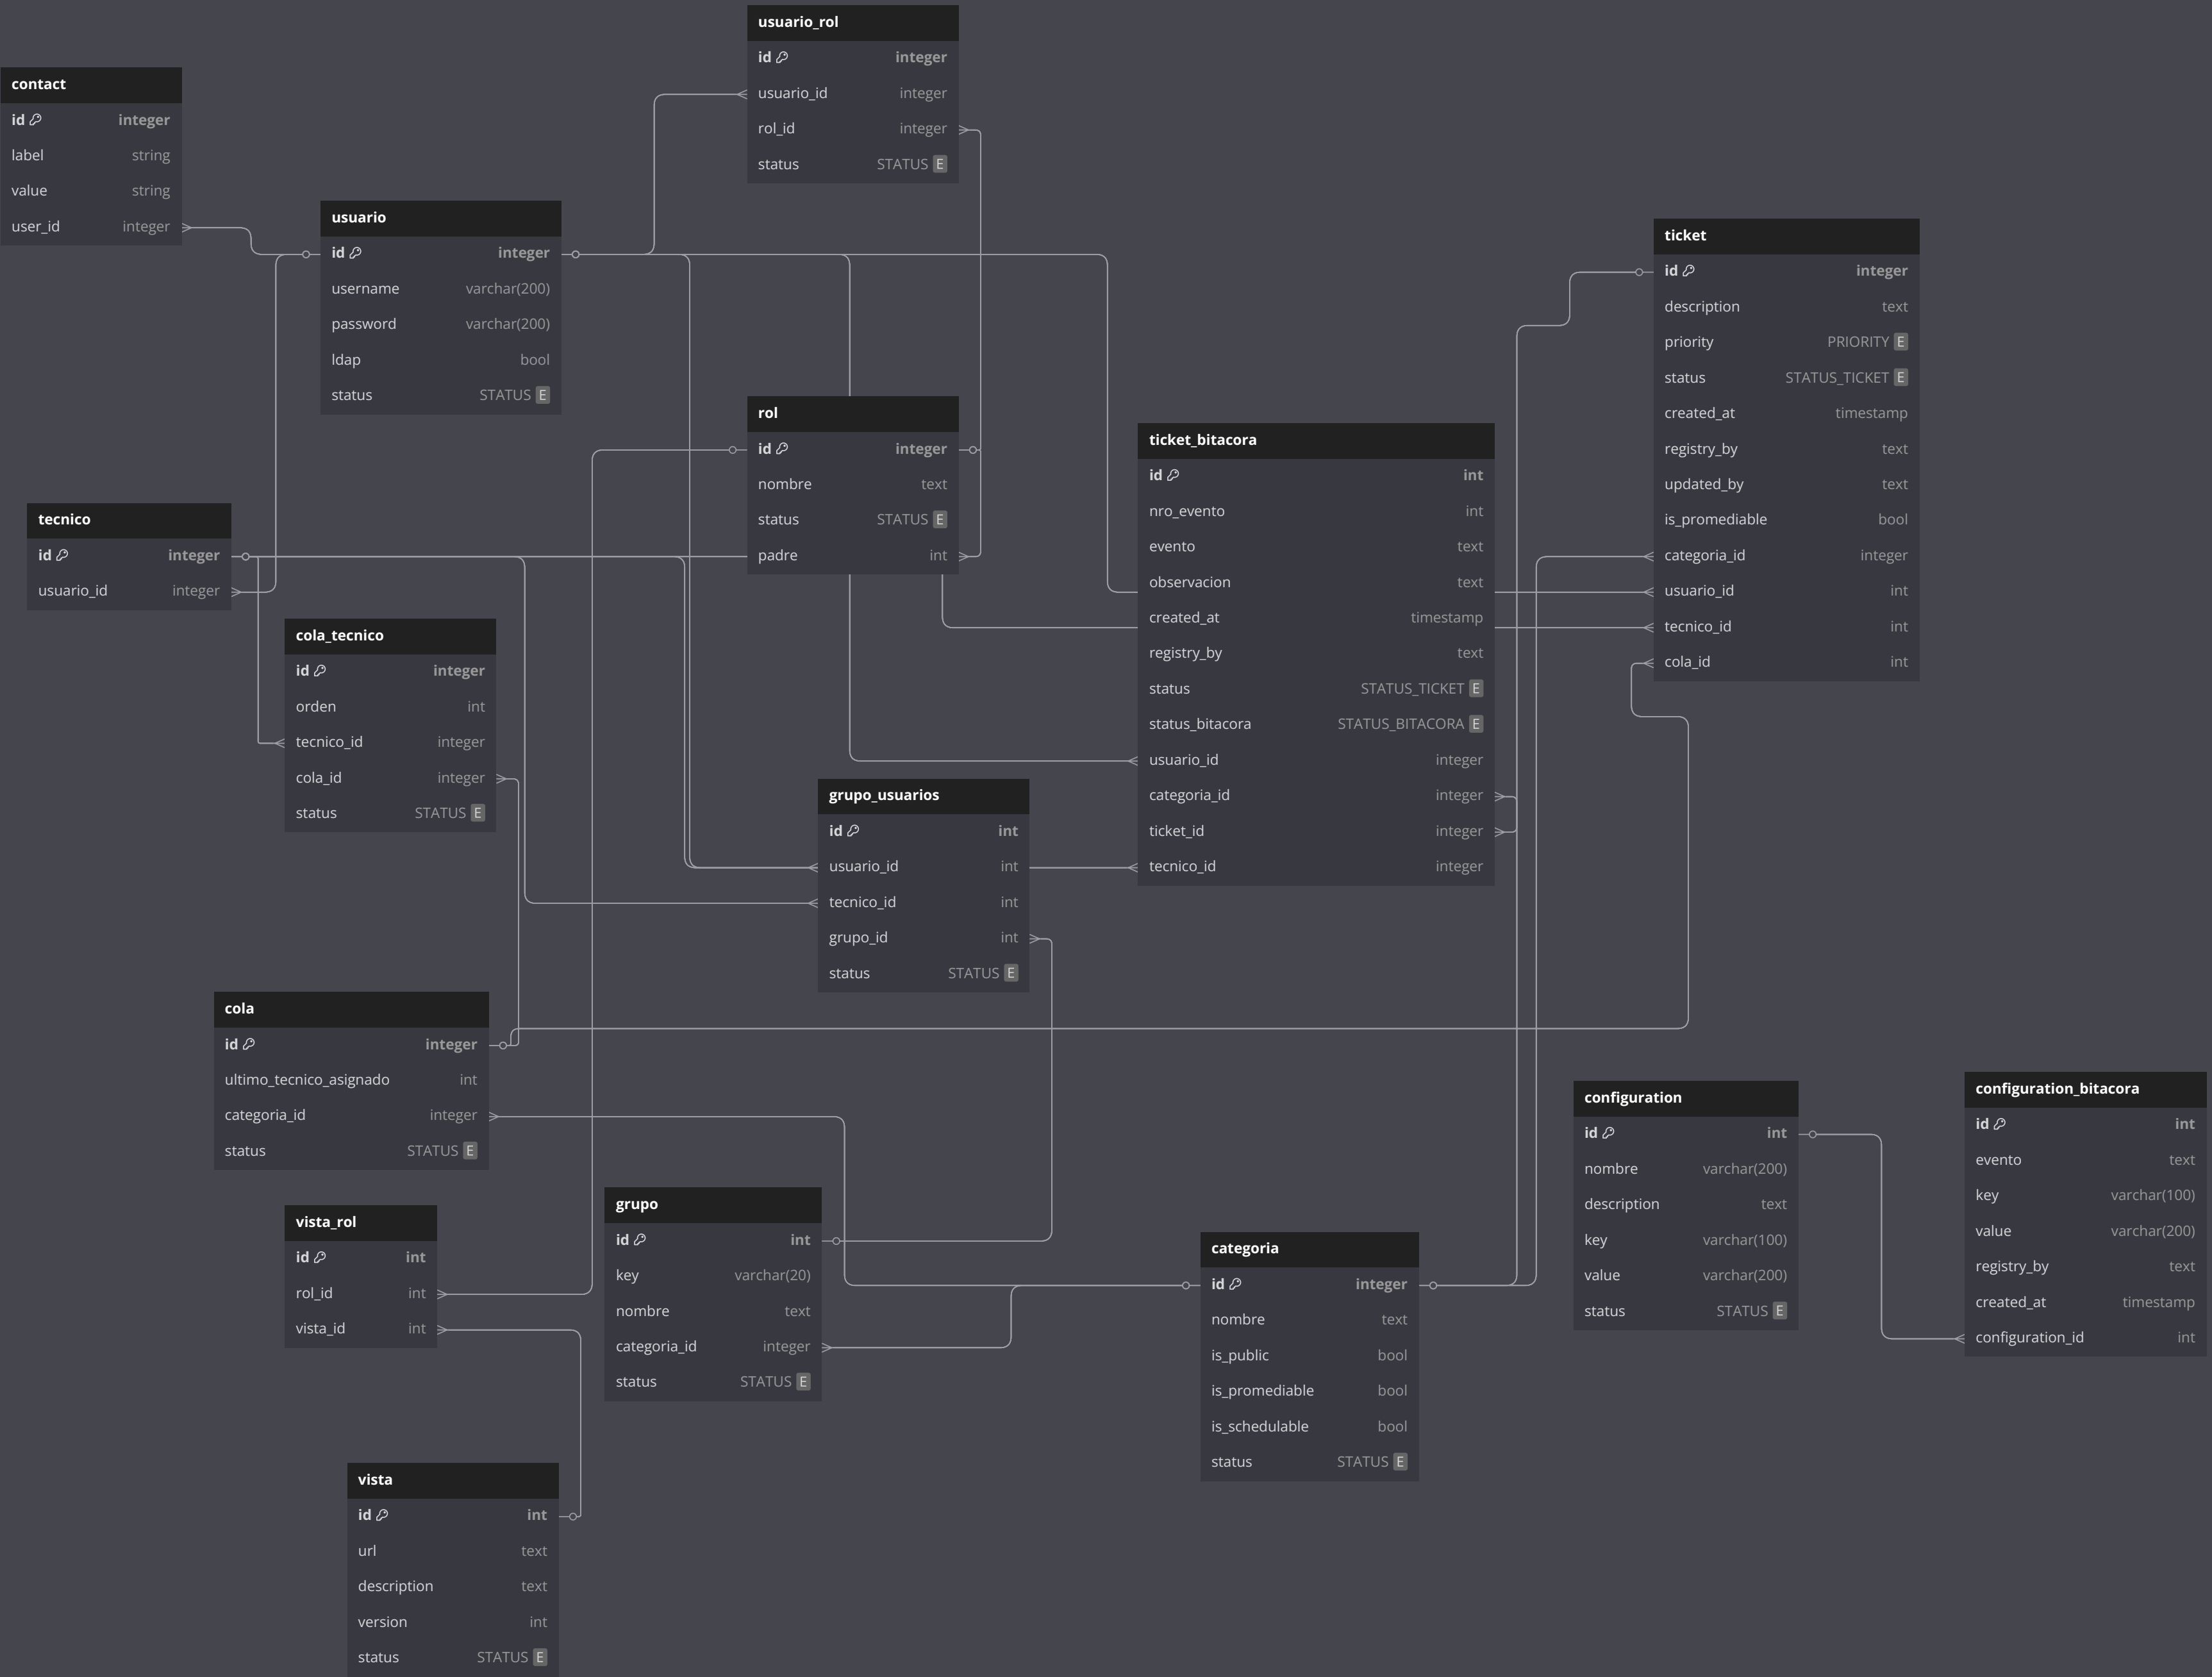 usuario_rol
id integer
usuario_id integer
rol_id integer
status STATUS E
contact
id integer
label string
value string
user_id integer
usuario
id integer
username varchar(200)
password varchar(200)
ldap bool
status STATUS E
ticket
id integer
description text
priority PRIORITY E
status STATUS_TICKET E
created_at timestamp
registry_by text
updated_by text
is_promediable bool
categoria_id integer
usuario_id int
tecnico_id int
cola_id int
rol
id integer
nombre text
status STATUS E
padre int
ticket_bitacora
id int
nro_evento int
evento text
observacion text
created_at timestamp
registry_by text
status STATUS_TICKET E
status_bitacora STATUS_BITACORA E
usuario_id integer
categoria_id integer
ticket_id integer
tecnico_id integer
tecnico
id integer
usuario_id integer
cola_tecnico
id integer
orden int
tecnico_id integer
cola_id integer
status STATUS E
grupo_usuarios
id int
usuario_id int
tecnico_id int
grupo_id int
status STATUS E
cola
id integer
ultimo_tecnico_asignado int
categoria_id integer
status STATUS E
configuration
id int
nombre varchar(200)
description text
key varchar(100)
value varchar(200)
status STATUS E
configuration_bitacora
id int
evento text
key varchar(100)
value varchar(200)
registry_by text
created_at timestamp
configuration_id int
vista_rol
id int
rol_id int
vista_id int
grupo
id int
key varchar(20)
nombre text
categoria_id integer
status STATUS E
categoria
id integer
nombre text
is_public bool
is_promediable bool
is_schedulable bool
status STATUS E
vista
id int
url text
description text
version int
status STATUS E